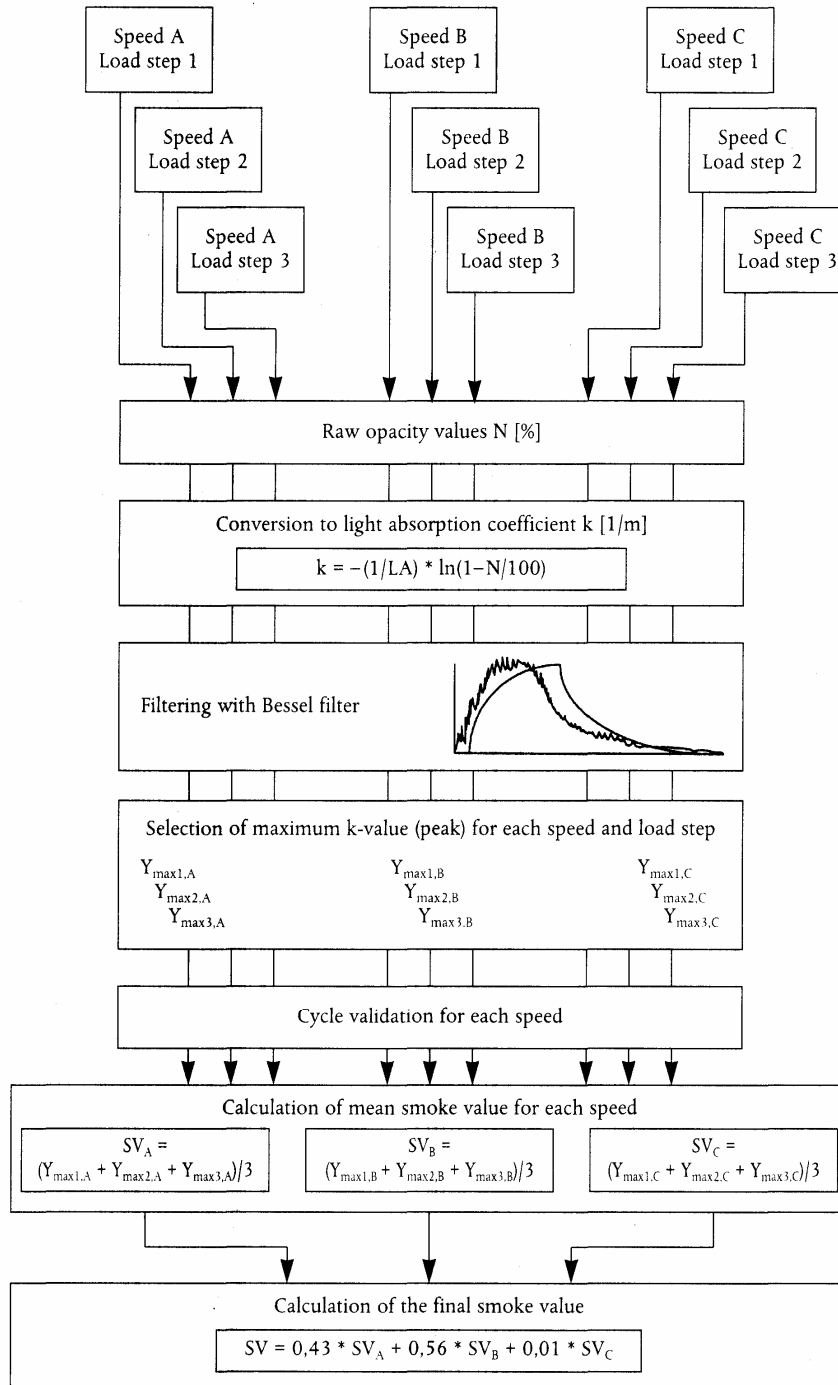 Speed A
Load step 1
Speed B
Load step 1
Speed C
Load step 1
Speed A
Load step 2
Speed B
Load step 2
Speed C
Load step 2
Speed A
Load step 3
Speed B
Load step 3
Speed C
Load step 3
Raw opacity values N [%]
Conversion to light absorption coefficient k [1/m]
k = −(1/LA) * ln(1−N/100)
Filtering with Bessel filter
Selection of maximum k-value (peak) for each speed and load step
Ymax1,A
Ymax2,A
Ymax3,A
Ymax1,B
Ymax2,B
Ymax3,B
Ymax1,C
Ymax2,C
Ymax3,C
Cycle validation for each speed
Calculation of mean smoke value for each speed
SVA =
(Ymax1,A + Ymax2,A + Ymax3,A)/3
SVB =
(Ymax1,B + Ymax2,B + Ymax3,B)/3
SVC =
(Ymax1,C + Ymax2,C + Ymax3,C)/3
Calculation of the final smoke value
SV = 0,43 * SVA + 0,56 * SVB + 0,01 * SVC